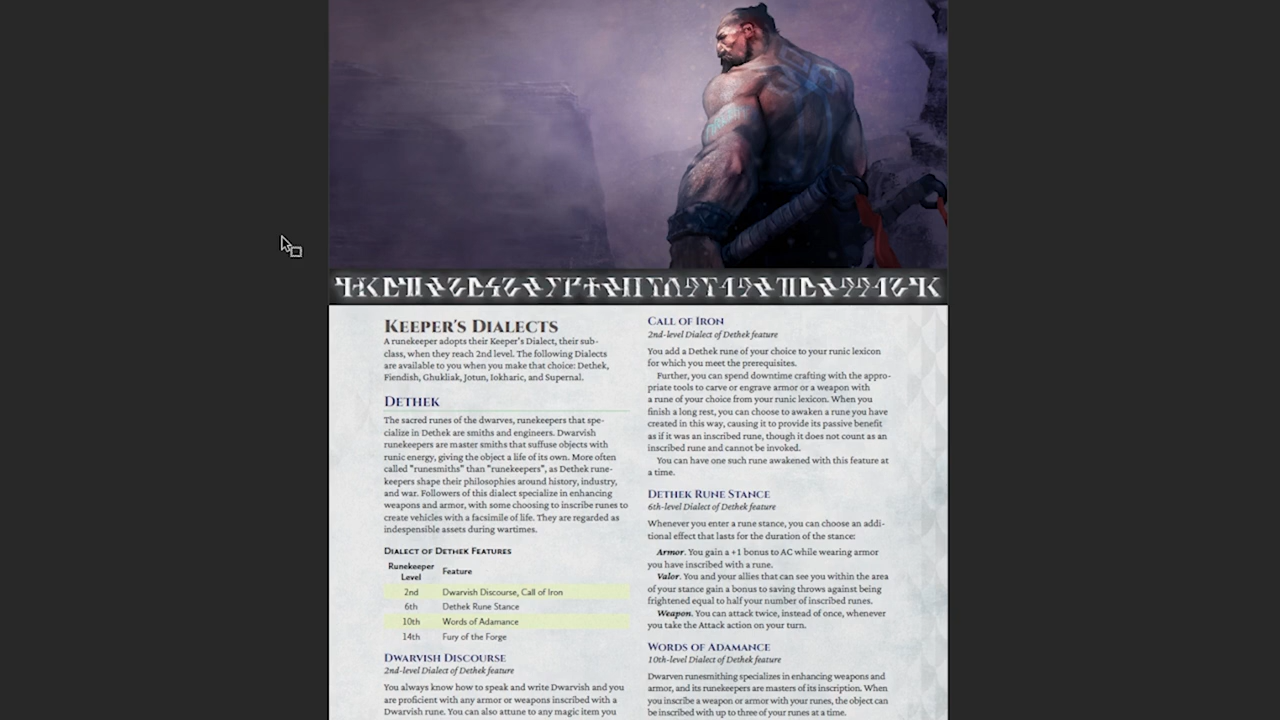 KEEPER'S DIALECTS
A runekeeper adopts their Keeper's Dialect, their sub-
class, when they reach 2nd level. The following Dialects
are available to you when you make that choice: Dethek,
Fiendish, Ghukliak, Jotun, Iokharic, and Supernal.
DETHEK
The sacred runes of the dwarves, runekeepers that spe-
cialize in Dethek are smiths and engineers. Dwarvish
runekeepers are master smiths that suffuse objects with
runic energy, giving the object a life of its own. More often
called "runesmiths" than "runekeepers", as Dethek rune-
keepers shape their philosophies around history, industry,
and war. Followers of this dialect specialize in enhancing
weapons and armor, with some choosing to inscribe runes to
create vehicles with a facsimile of life. They are regarded as
indespensible assets during wartimes.
DIALECT OF DETHEK FEATURES
Runekeeper
Level Feature
2nd Dwarvish Discourse, Call of Iron
6th Dethek Rune Stance
10th Words of Adamance
14th Fury of the Forge
DWARVISH DISCOURSE
2nd-level Dialect of Dethek feature
You always know how to speak and write Dwarvish and you
are proficient with any armor or weapons inscribed with a
Dwarvish rune. You can also attune to any magic item you
CALL OF IRON
2nd-level Dialect of Dethek feature
You add a Dethek rune of your choice to your runic lexicon
for which you meet the prerequisites.
Further, you can spend downtime crafting with the appro-
priate tools to carve or engrave armor or a weapon with
a rune of your choice from your runic lexicon. When you
finish a long rest, you can choose to awaken a rune you have
created in this way, causing it to provide its passive benefit
as if it was an inscribed rune, though it does not count as an
inscribed rune and cannot be invoked.
You can have one such rune awakened with this feature at
a time.
DETHEK RUNE STANCE
6th-level Dialect of Dethek feature
Whenever you enter a rune stance, you can choose an addi-
tional effect that lasts for the duration of the stance:
Armor. You gain a +1 bonus to AC while wearing armor
you have inscribed with a rune.
Valor. You and your allies that can see you within the area
of your stance gain a bonus to saving throws against being
frightened equal to half your number of inscribed runes.
Weapon. You can attack twice, instead of once, whenever
you take the Attack action on your turn.
WORDS OF ADAMANCE
10th-level Dialect of Dethek feature
Dwarven runesmithing specializes in enhancing weapons and
armor, and its runekeepers are masters of its inscription. When
you inscribe a weapon or armor with your runes, the object can
be inscribed with up to three of your runes at a time.